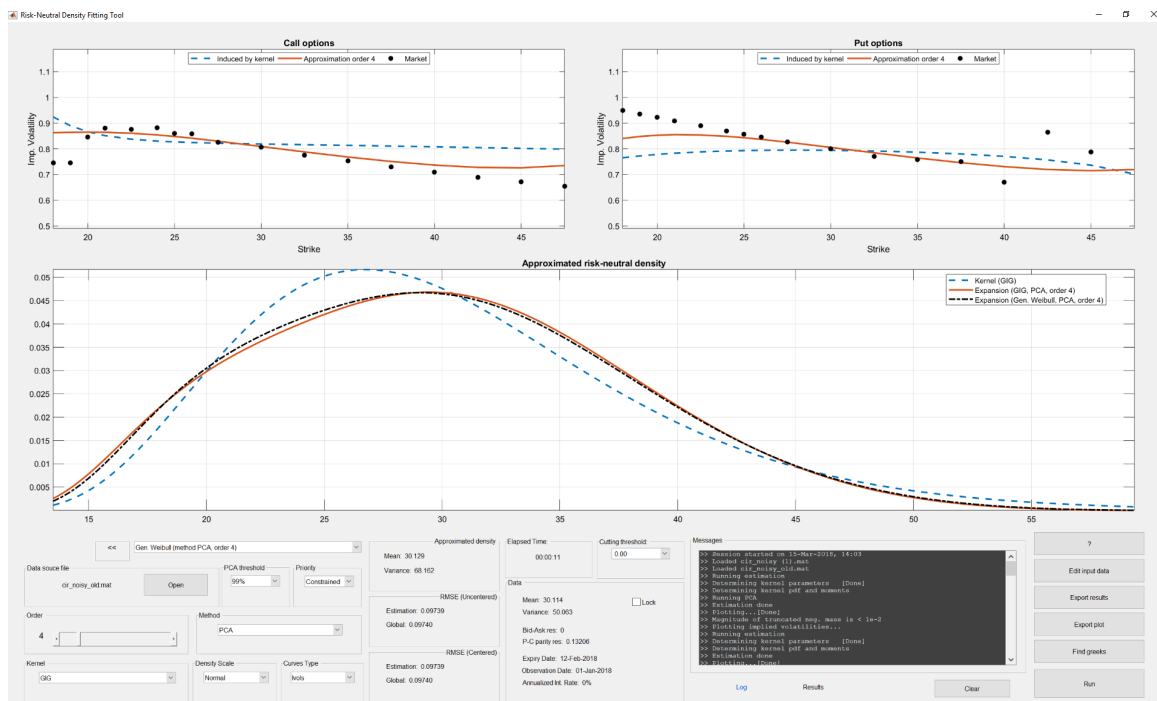 Risk-Neutral Density Fitting Tool
Call options
Induced by kernel Approximation order 4 Market
Imp. Volatility
1.1
1
0.9
0.8
0.7
0.6
0.5
20 25 30 35 40 45
Strike
Put options
Induced by kernel Approximation order 4 Market
Imp. Volatility
1.1
1
0.9
0.8
0.7
0.6
0.5
20 25 30 35 40 45
Strike
Approximated risk-neutral density
Kernel (GIG)
Expansion (GIG, PCA, order 4)
Expansion (Gen. Weibull, PCA, order 4)
0.05
0.045
0.04
0.035
0.03
0.025
0.02
0.015
0.01
0.005
15 20 25 30 35 40 45 50 55
<<
Gen. Weibull (method PCA, order 4)
Data souce file
cir_noisy_old.mat
Open
PCA threshold
99%
Priority
Constrained
Order
4
Method
PCA
Kernel
GIG
Density Scale
Normal
Curves Type
Ivols
Approximated density
Mean: 30.129
Variance: 68.162
RMSE (Uncentered)
Estimation: 0.09739
Global: 0.09740
RMSE (Centered)
Estimation: 0.09739
Global: 0.09740
Elapsed Time:
00:00:11
Cutting threshold
0.00
Data
Mean: 30.114
Variance: 50.063
Lock
Bid-Ask res: 0
P-C parity res: 0.13206
Expiry Date: 12-Feb-2018
Observation Date: 01-Jan-2018
Annualized Int. Rate: 0%
Messages
>> Session started on 15-Mar-2018, 14:03
>> Loaded cir_noisy (1).mat
>> Loaded cir_noisy_old.mat
>> Running estimation
>> Determining kernel parameters [Done]
>> Determining kernel pdf and moments
>> Running PCA
>> Estimation done
>> Plotting...[Done]
>> Magnitude of truncated neg. mass is < 1e-2
>> Plotting implied volatilities...
>> Running estimation
>> Determining kernel parameters [Done]
>> Determining kernel pdf and moments
>> Estimation done
>> Plotting...[Done]
Log
Results
Clear
?
Edit input data
Export results
Export plot
Find greeks
Run